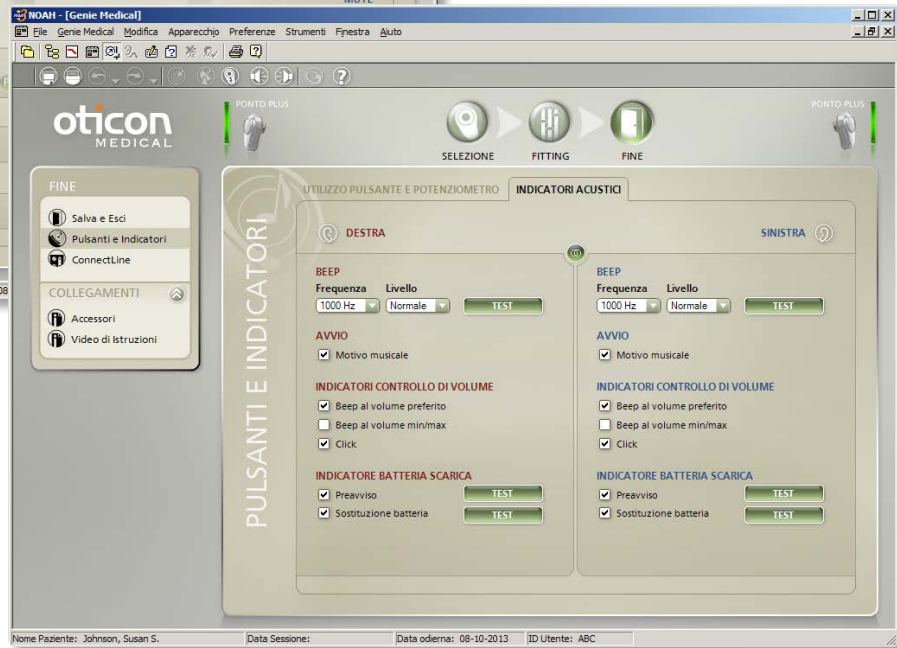 MUTE
NOAH - [Genie Medical]
File Genie Medical Modifica Apparecchio Preferenze Strumenti Finestra Aiuto
oticon
MEDICAL
PONTO PLUS
SELEZIONE FITTING FINE
PONTO PLUS
FINE
Salva e Esci
Pulsanti e Indicatori
ConnectLine
COLLEGAMENTI
Accessori
Video di Istruzioni
08
PULSANTI E INDICATORI
UTILIZZO PULSANTE E POTENZIOMETRO INDICATORI ACUSTICI
DESTRA
BEEP
Frequenza Livello
1000 Hz Normale TEST
AVVIO
Motivo musicale
INDICATORI CONTROLLO DI VOLUME
Beep al volume preferito
Beep al volume min/max
Click
INDICATORE BATTERIA SCARICA
Preavviso TEST
Sostituzione batteria TEST
SINISTRA
BEEP
Frequenza Livello
1000 Hz Normale TEST
AVVIO
Motivo musicale
INDICATORI CONTROLLO DI VOLUME
Beep al volume preferito
Beep al volume min/max
Click
INDICATORE BATTERIA SCARICA
Preavviso TEST
Sostituzione batteria TEST
Nome Paziente: Johnson, Susan S. Data Sessione: Data odierna: 08-10-2013 ID Utente: ABC